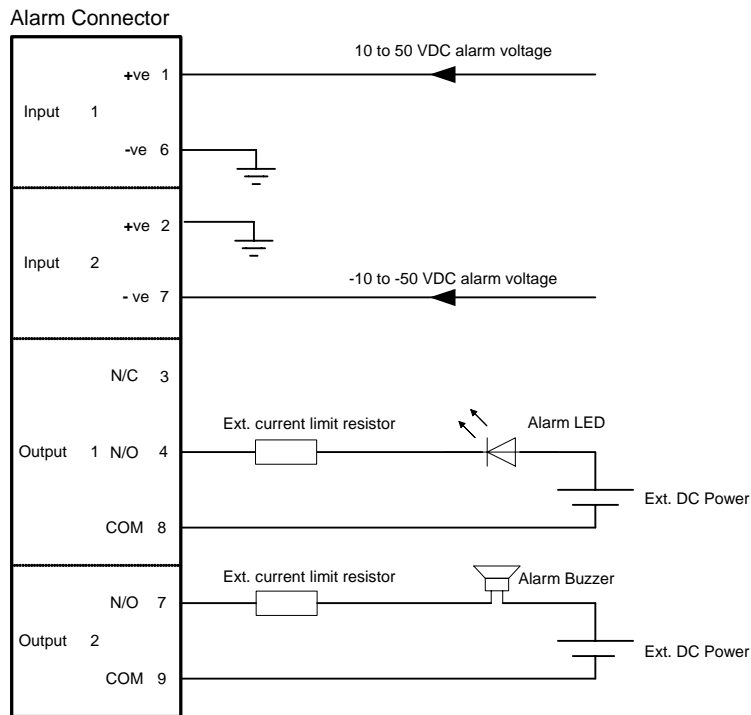 Alarm Connector
10 to 50 VDC alarm voltage
+ve 1
Input 1
-ve 6
+ve 2
Input 2
-10 to -50 VDC alarm voltage
- ve 7
N/C 3
Ext. current limit resistor
Alarm LED
Output 1 N/O 4
Ext. DC Power
COM 8
Ext. current limit resistor
Alarm Buzzer
N/O 7
Output 2
Ext. DC Power
COM 9